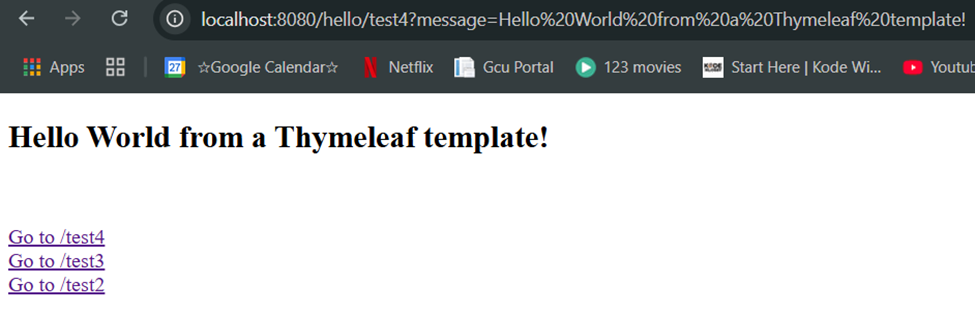 localhost:8080/hello/test4?message=Hello%20World%20from%20a%20Thymeleaf%20template!
Apps 27 ☆Google Calendar☆ Netflix Gcu Portal 123 movies Start Here | Kode Wi... Youtub
Hello World from a Thymeleaf template!
Go to /test4
Go to /test3
Go to /test2